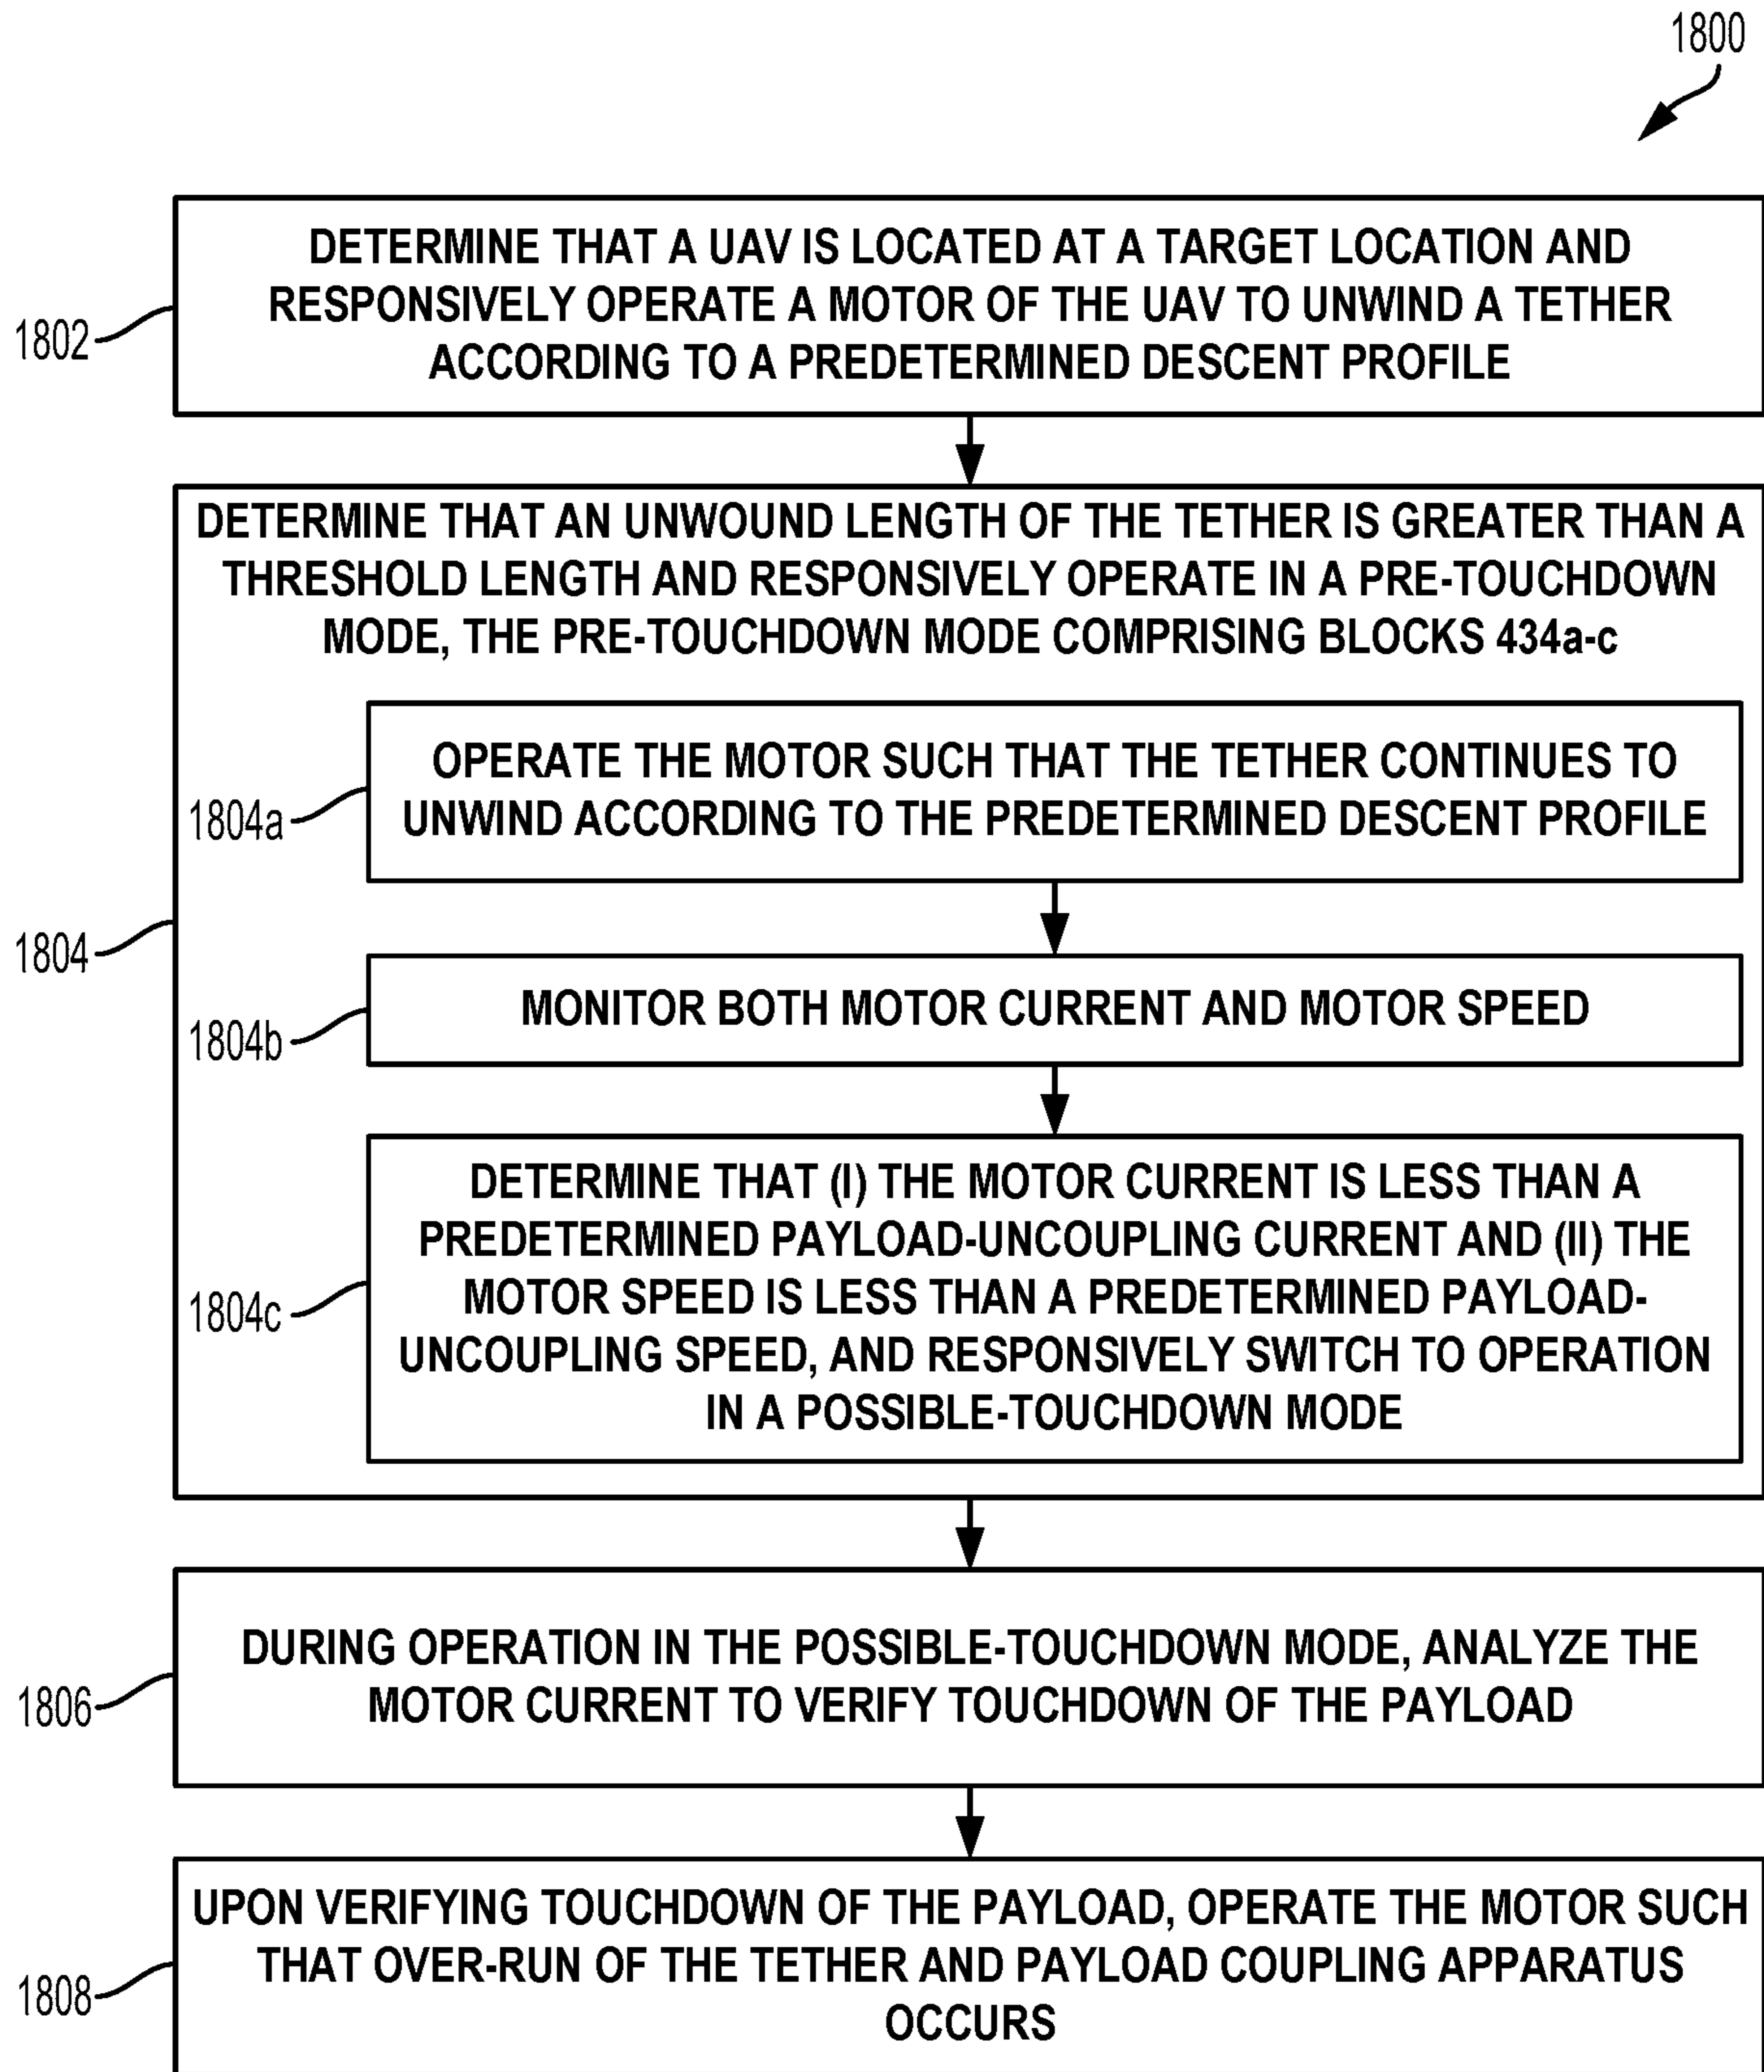 1800
DETERMINE THAT A UAV IS LOCATED AT A TARGET LOCATION AND
RESPONSIVELY OPERATE A MOTOR OF THE UAV TO UNWIND A TETHER
ACCORDING TO A PREDETERMINED DESCENT PROFILE
1802
DETERMINE THAT AN UNWOUND LENGTH OF THE TETHER IS GREATER THAN A
THRESHOLD LENGTH AND RESPONSIVELY OPERATE IN A PRE-TOUCHDOWN
MODE, THE PRE-TOUCHDOWN MODE COMPRISING BLOCKS 434a-c
OPERATE THE MOTOR SUCH THAT THE TETHER CONTINUES TO
UNWIND ACCORDING TO THE PREDETERMINED DESCENT PROFILE
1804a
1804
MONITOR BOTH MOTOR CURRENT AND MOTOR SPEED
1804b
DETERMINE THAT (I) THE MOTOR CURRENT IS LESS THAN A
PREDETERMINED PAYLOAD-UNCOUPLING CURRENT AND (II) THE
MOTOR SPEED IS LESS THAN A PREDETERMINED PAYLOAD-
UNCOUPLING SPEED, AND RESPONSIVELY SWITCH TO OPERATION
IN A POSSIBLE-TOUCHDOWN MODE
1804c
DURING OPERATION IN THE POSSIBLE-TOUCHDOWN MODE, ANALYZE THE
MOTOR CURRENT TO VERIFY TOUCHDOWN OF THE PAYLOAD
1806
UPON VERIFYING TOUCHDOWN OF THE PAYLOAD, OPERATE THE MOTOR SUCH
THAT OVER-RUN OF THE TETHER AND PAYLOAD COUPLING APPARATUS
OCCURS
1808